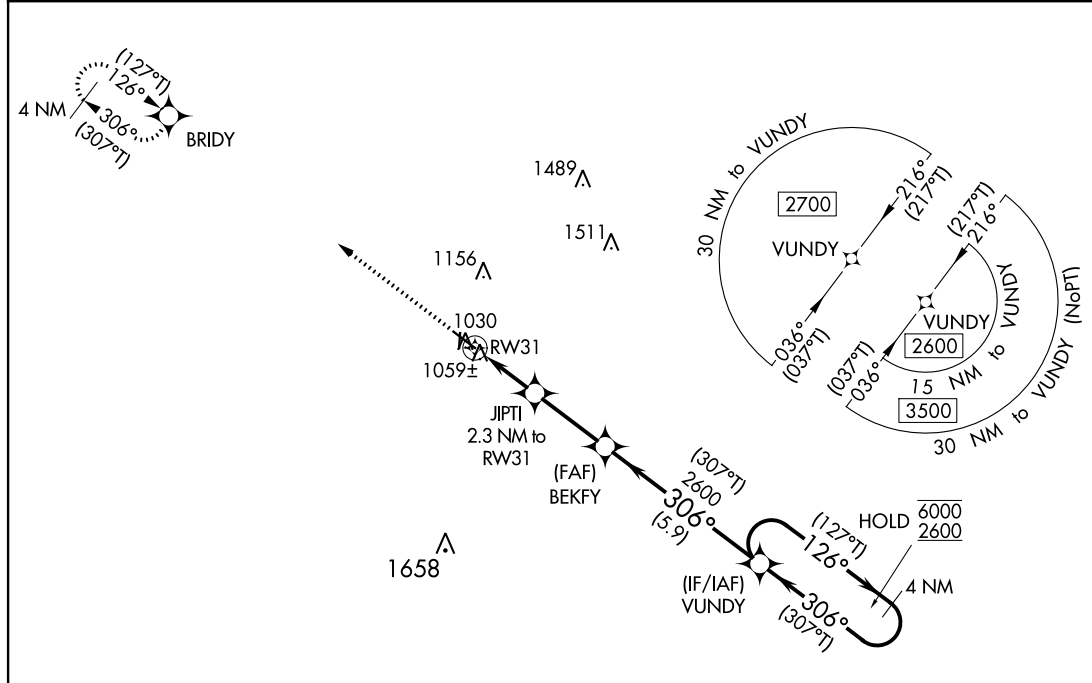 (127°T)
126°
4 NM
306°
(307°T)
BRIDY
1489
1511
1156
1030
RW31
1059±
JIPTI
2.3 NM to
RW31
(FAF)
BEKFY
(307°T)
2600
306°
(5.9)
1658
(IF/IAF)
VUNDY
(127°T)
126°
HOLD
6000
2600
4 NM
306°
(307°T)
30 NM to VUNDY
2700
216°
(217°T)
VUNDY
036°
(037°T)
(217°T)
216°
VUNDY
2600
15 NM to VUNDY
(037°T)
036°
3500
30 NM to VUNDY (NoPT)